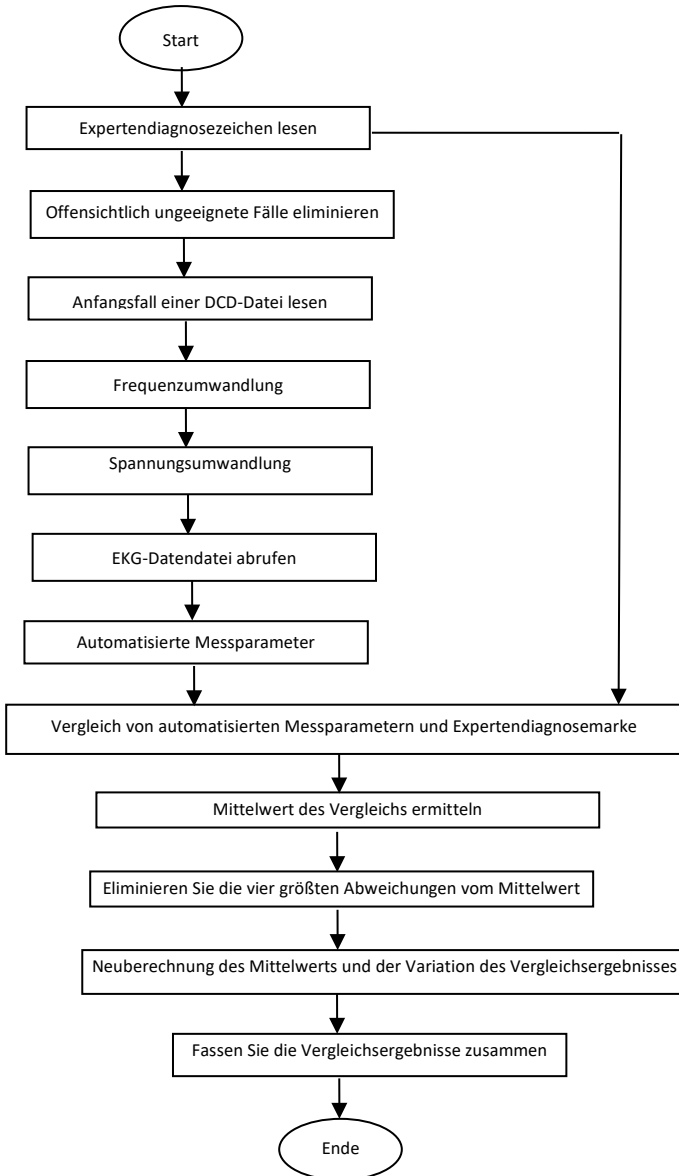 Start
Expertendiagnosezeichen lesen
Offensichtlich ungeeignete Fälle eliminieren
Anfangsfall einer DCD-Datei lesen
Frequenzumwandlung
Spannungsumwandlung
EKG-Datendatei abrufen
Automatisierte Messparameter
Vergleich von automatisierten Messparametern und Expertendiagnosemarke
Mittelwert des Vergleichs ermitteln
Eliminieren Sie die vier größten Abweichungen vom Mittelwert
Neuberechnung des Mittelwerts und der Variation des Vergleichsergebnisses
Fassen Sie die Vergleichsergebnisse zusammen
Ende